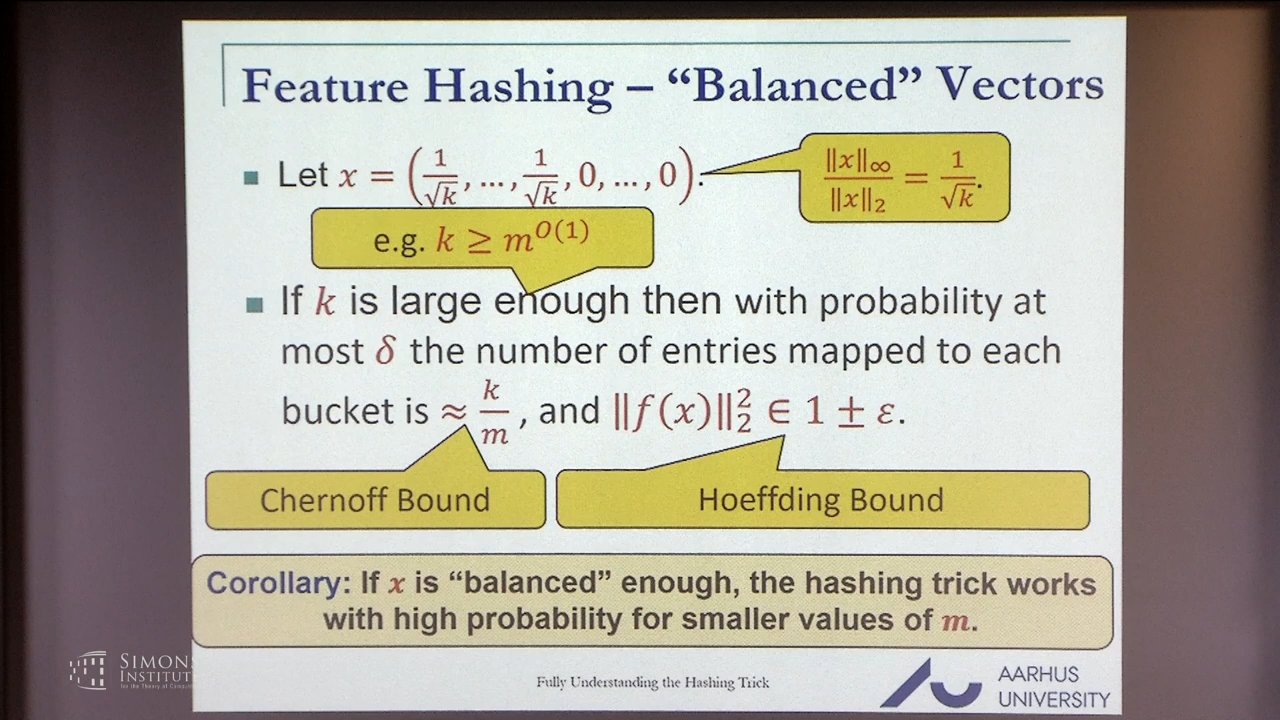 Feature Hashing – “Balanced” Vectors
Let x = (1/√k, ..., 1/√k, 0, ..., 0).
‖x‖∞/‖x‖₂ = 1/√k.
e.g. k ≥ m^{O(1)}
If k is large enough then with probability at
most δ the number of entries mapped to each
bucket is ≈ k/m, and ‖f(x)‖₂² ∈ 1 ± ε.
Chernoff Bound
Hoeffding Bound
Corollary: If x is “balanced” enough, the hashing trick works
with high probability for smaller values of m.
SIMONS
INSTITUTE
Fully Understanding the Hashing Trick
AARHUS
UNIVERSITY